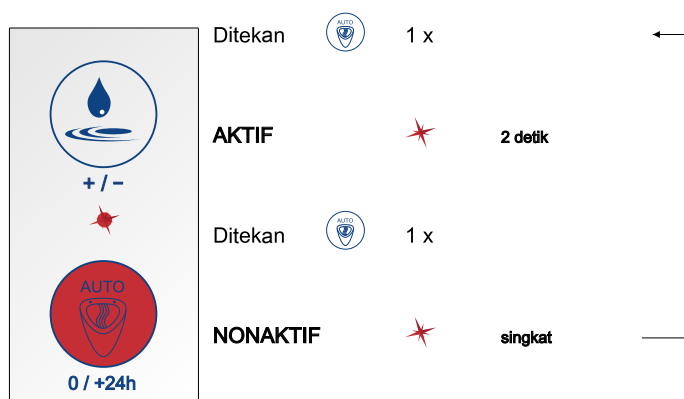 Ditekan AUTO 1 x
+ / −
AKTIF 2 detik
Ditekan AUTO 1 x
AUTO
0 / +24h
NONAKTIF singkat